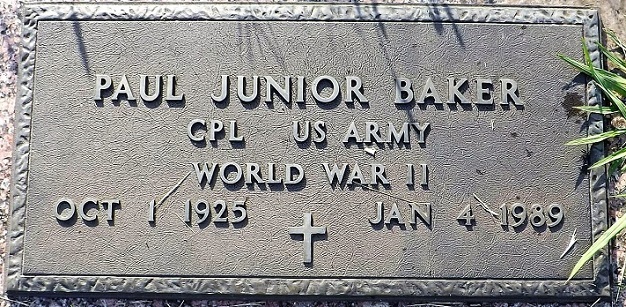 PAUL JUNIOR BAKER
CPL US ARMY
WORLD WAR II
OCT 1 1925 JAN 4 1989